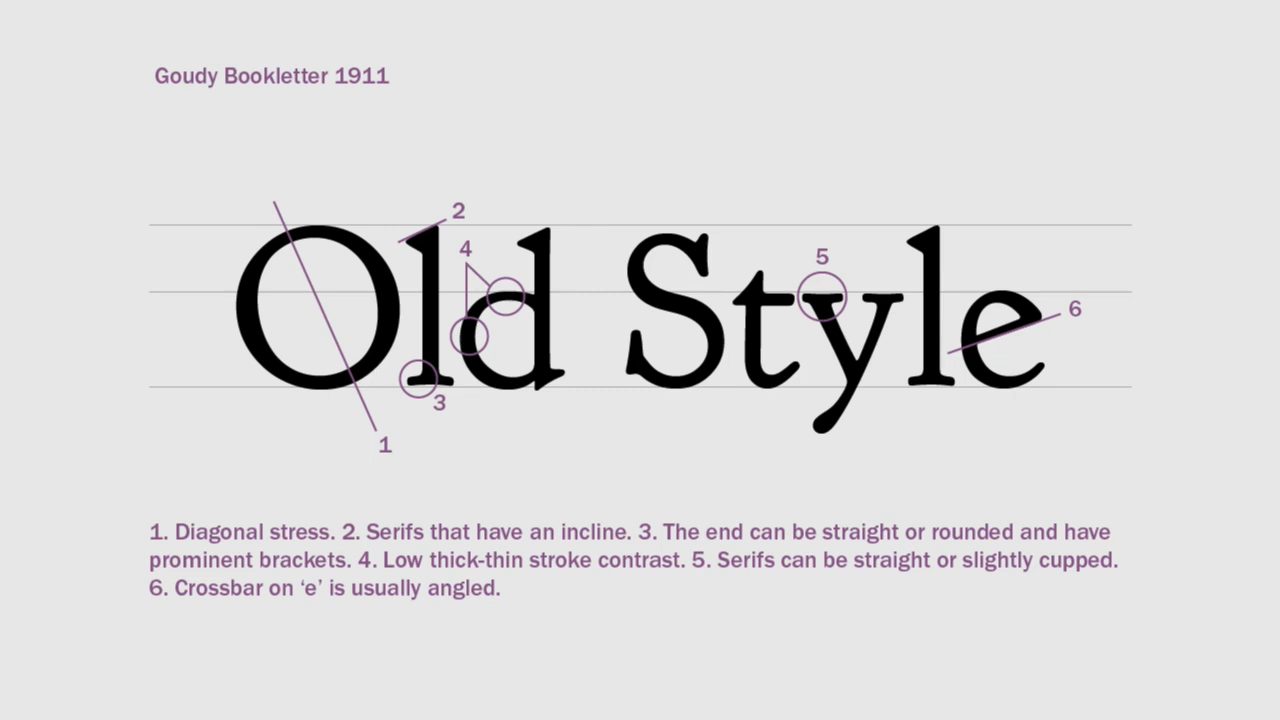 Goudy Bookletter 1911
2
4
5
Old Style
6
3
1
1. Diagonal stress. 2. Serifs that have an incline. 3. The end can be straight or rounded and have
prominent brackets. 4. Low thick-thin stroke contrast. 5. Serifs can be straight or slightly cupped.
6. Crossbar on ‘e’ is usually angled.